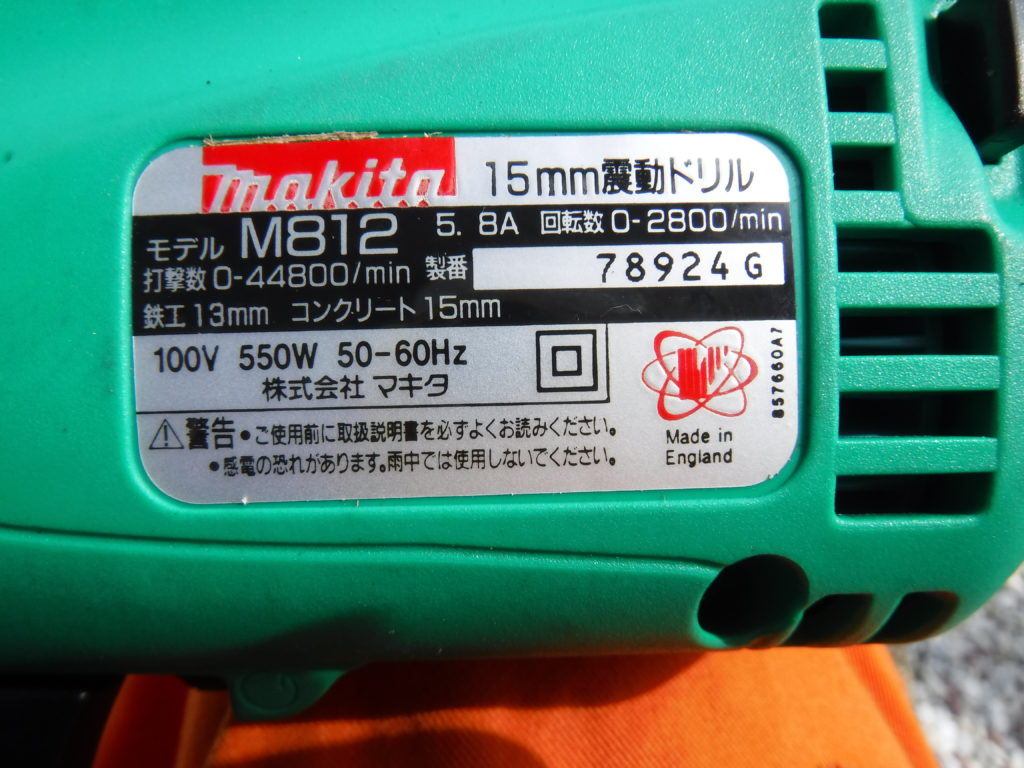 makita 15mm震動ドリル
モデル M812 5.8A 回転数 0-2800/min
打撃数 0-44800/min 製番 78924G
鉄工 13mm コンクリート 15mm
100V 550W 50-60Hz
株式会社 マキタ
警告 • ご使用前に取扱説明書を必ずよくお読みください。
• 感電の恐れがあります。雨中では使用しないでください。
Made in
England
857660A7